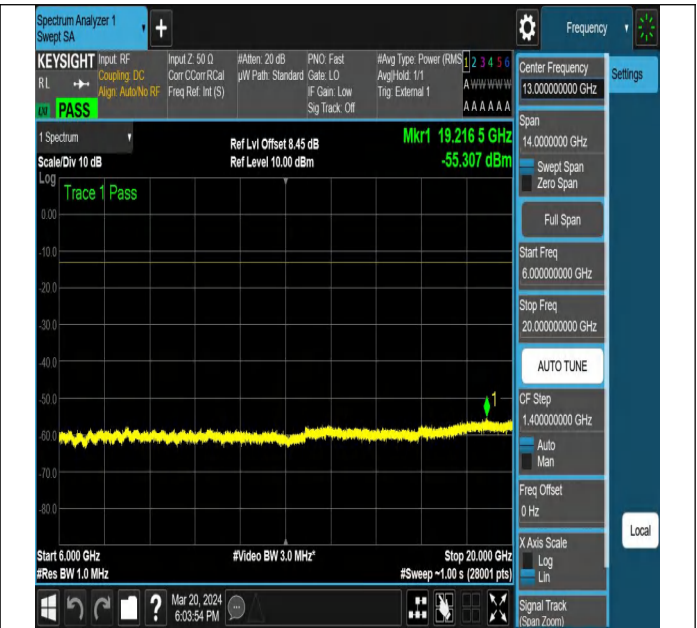 Spectrum Analyzer 1
Swept SA
Frequency
KEYSIGHT
RL
PASS
Input: RF
Coupling: DC
Align: Auto/No RF
Input Z: 50 Ω
Corr CCorr RCal
Freq Ref: Int (S)
#Atten: 20 dB
µW Path: Standard
PNO: Fast
Gate: LO
IF Gain: Low
Sig Track: Off
#Avg Type: Power (RMS
Avg|Hold: 1/1
Trig: External 1
1 2 3 4 5 6
A W W W W W
A A A A A A
1 Spectrum
Scale/Div 10 dB
Ref Lvl Offset 8.45 dB
Ref Level 10.00 dBm
Mkr1 19.216 5 GHz
-55.307 dBm
Log
Trace 1 Pass
0.00
-10.0
-20.0
-30.0
-40.0
-50.0
-60.0
-70.0
-80.0
1
Start 6.000 GHz
#Res BW 1.0 MHz
#Video BW 3.0 MHz*
Stop 20.000 GHz
#Sweep ~1.00 s (28001 pts)
?
Mar 20, 2024
6:03:54 PM
Center Frequency
13.000000000 GHz
Settings
Span
14.0000000 GHz
Swept Span
Zero Span
Full Span
Start Freq
6.000000000 GHz
Stop Freq
20.000000000 GHz
AUTO TUNE
CF Step
1.400000000 GHz
Auto
Man
Freq Offset
0 Hz
X Axis Scale
Log
Lin
Local
Signal Track
(Span Zoom)